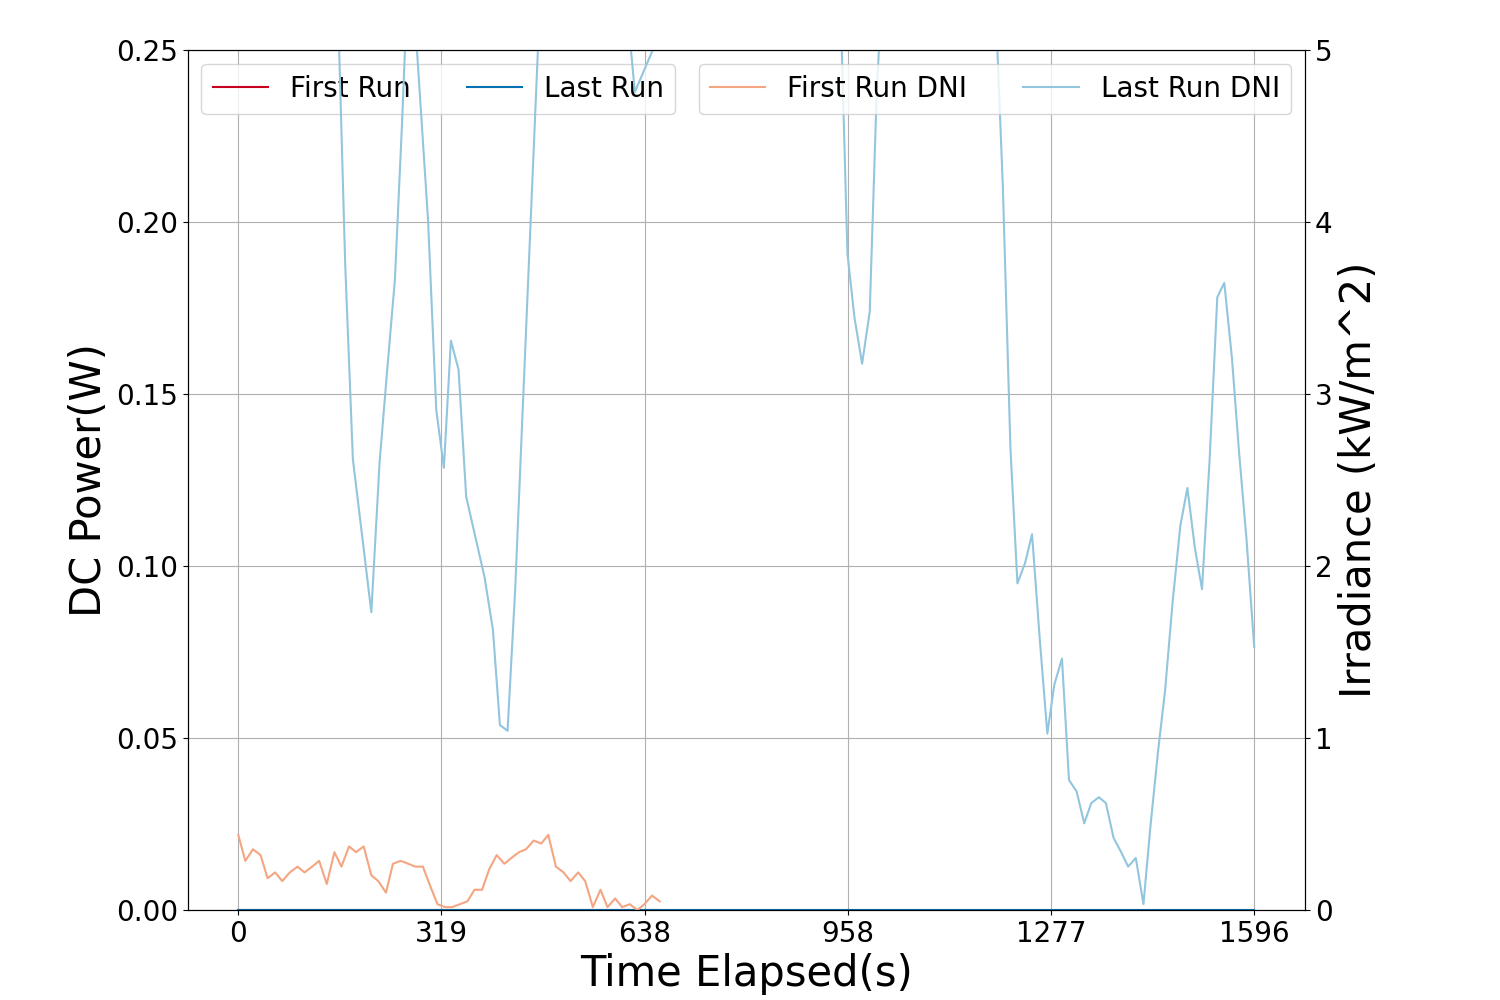 First Run Last Run First Run DNI Last Run DNI
DC Power(W)
0.25
0.20
0.15
0.10
0.05
0.00
5
4
3
2
1
0
Irradiance (kW/m^2)
0 319 638 958 1277 1596
Time Elapsed(s)